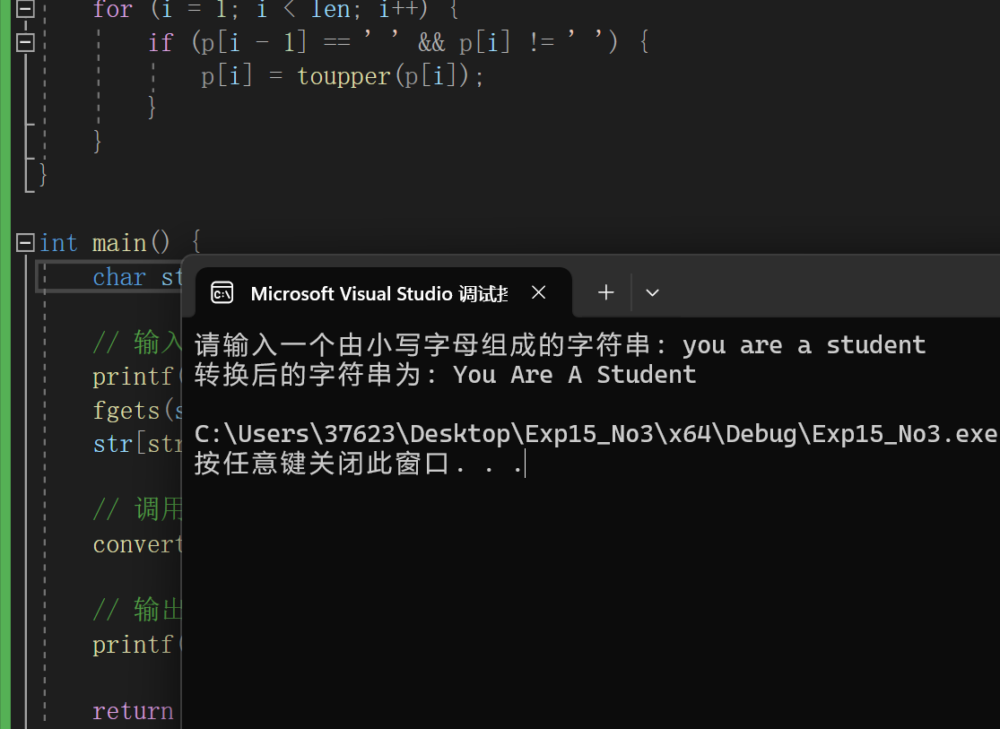 for (i = 1; i < len; i++) {
if (p[i - 1] == ' ' && p[i] != ' ') {
p[i] = toupper(p[i]);
}
}
}
int main() {
char st
// 输入
printf(
fgets(s
str[str
// 调用
convert
// 输出
printf(
return
Microsoft Visual Studio 调试
请输入一个由小写字母组成的字符串: you are a student
转换后的字符串为: You Are A Student
C:\Users\37623\Desktop\Exp15_No3\x64\Debug\Exp15_No3.exe
按任意键关闭此窗口. . .